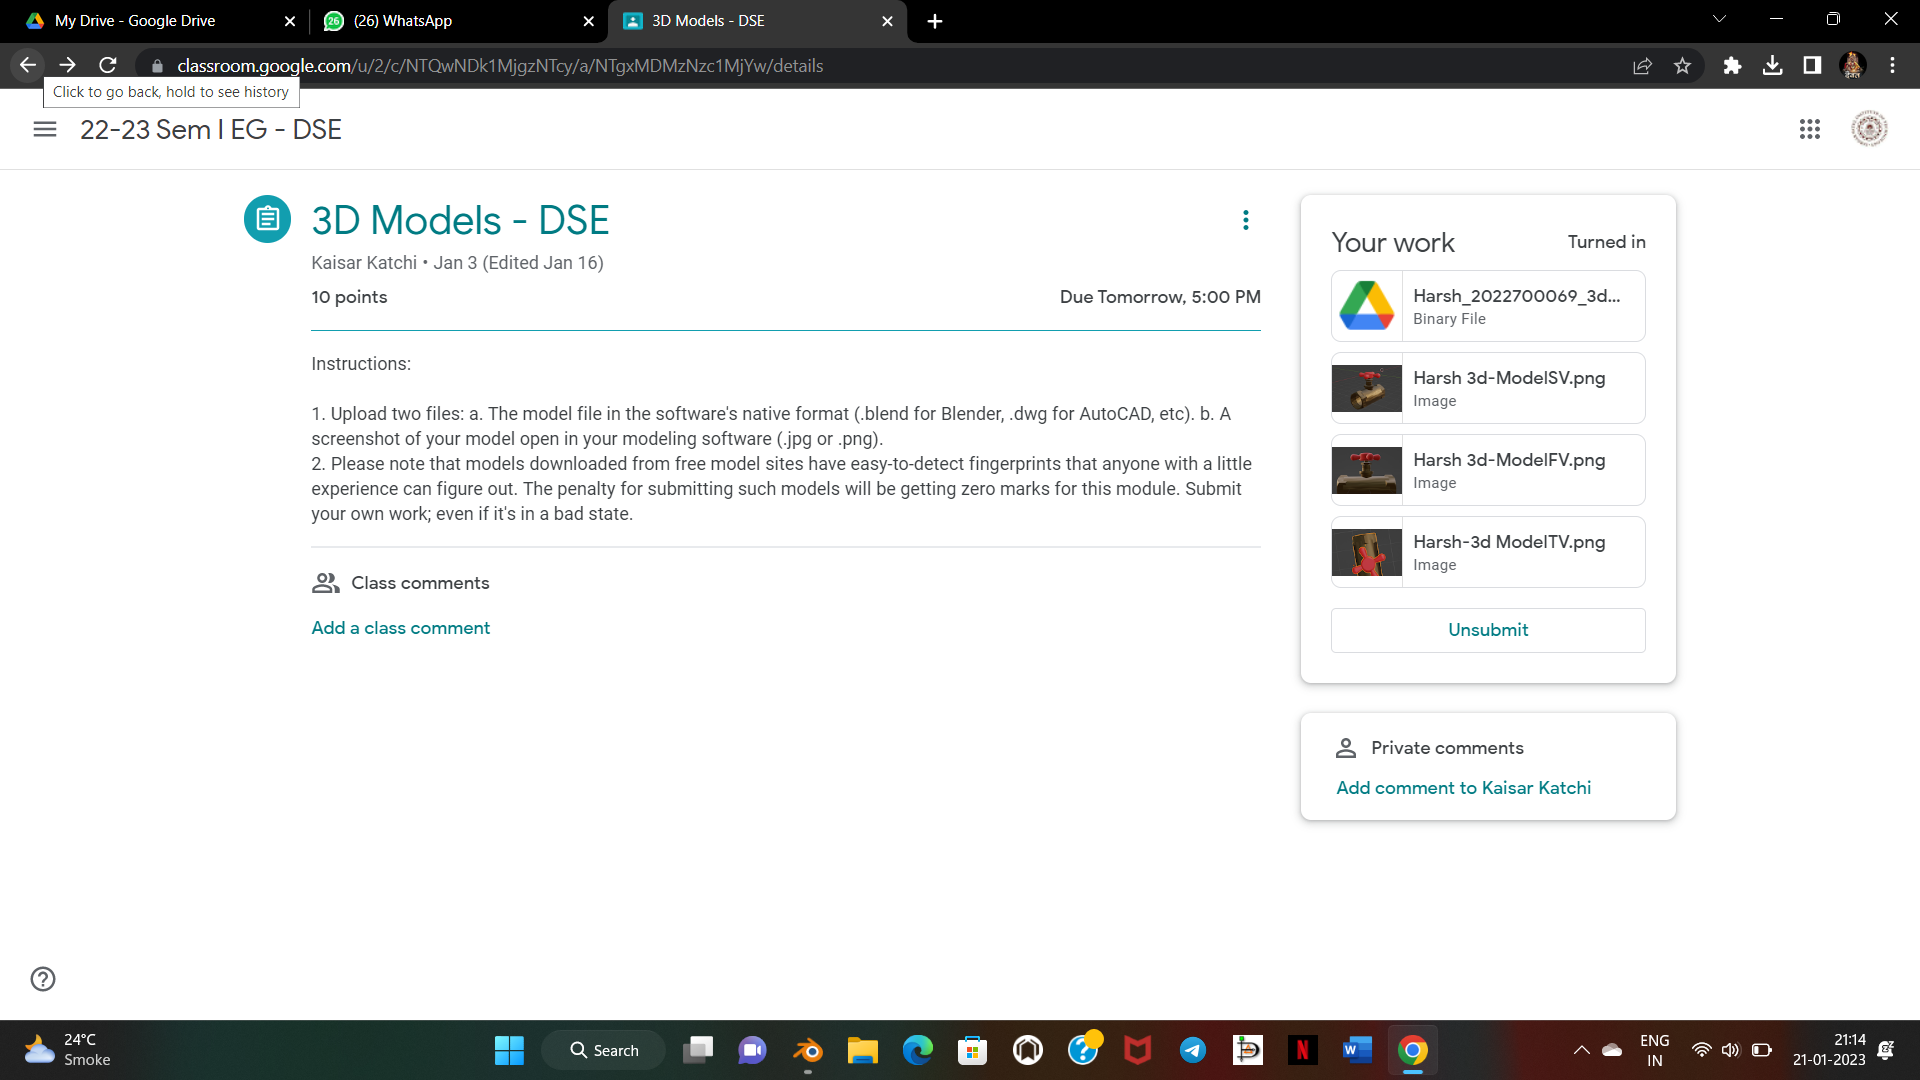 My Drive - Google Drive
26
(26) WhatsApp
3D Models - DSE
classroom.google.com/u/2/c/NTQwNDk1MjgzNTcy/a/NTgxMDMzNzc1MjYw/details
Click to go back, hold to see history
22-23 Sem I EG - DSE
3D Models - DSE
Kaisar Katchi • Jan 3 (Edited Jan 16)
10 points
Due Tomorrow, 5:00 PM
Instructions:
1. Upload two files: a. The model file in the software's native format (.blend for Blender, .dwg for AutoCAD, etc). b. A
screenshot of your model open in your modeling software (.jpg or .png).
2. Please note that models downloaded from free model sites have easy-to-detect fingerprints that anyone with a little
experience can figure out. The penalty for submitting such models will be getting zero marks for this module. Submit
your own work; even if it's in a bad state.
Class comments
Add a class comment
Your work
Turned in
Harsh_2022700069_3d...
Binary File
Harsh 3d-ModelSV.png
Image
Harsh 3d-ModelFV.png
Image
Harsh-3d ModelTV.png
Image
Unsubmit
Private comments
Add comment to Kaisar Katchi
24°C
Smoke
Search
ENG
IN
21:14
21-01-2023